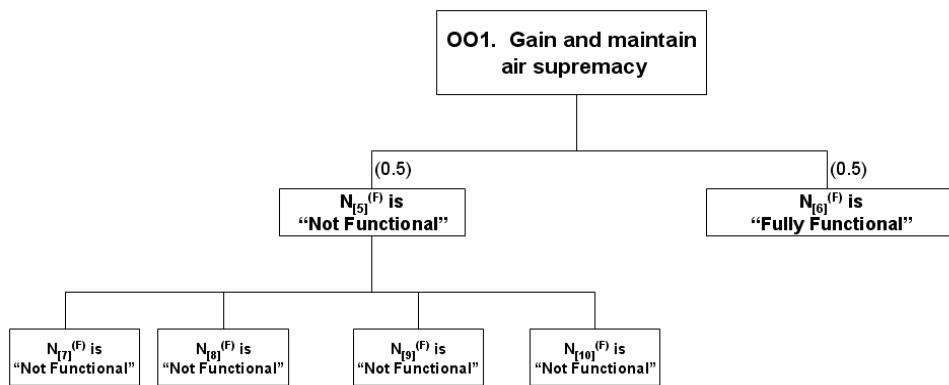 OO1. Gain and maintain
air supremacy
(0.5)
(0.5)
N[5](F) is
“Not Functional”
N[6](F) is
“Fully Functional”
N[7](F) is
“Not Functional”
N[8](F) is
“Not Functional”
N[9](F) is
“Not Functional”
N[10](F) is
“Not Functional”